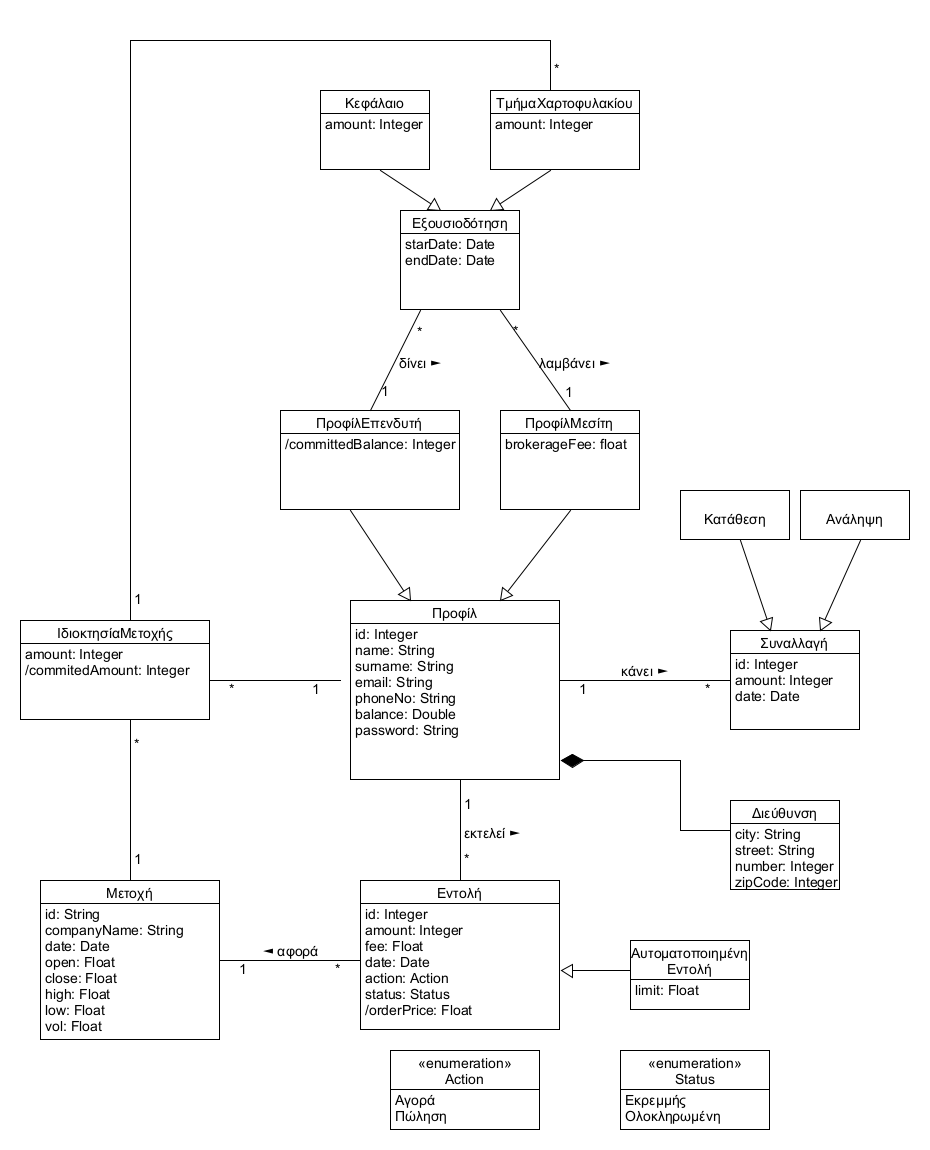 *
Κεφάλαιο
amount: Integer
ΤμήμαΧαρτοφυλακίου
amount: Integer
Εξουσιοδότηση
starDate: Date
endDate: Date
*
*
δίνει ►
λαμβάνει ►
1
1
ΠροφίλΕπενδυτή
/committedBalance: Integer
ΠροφίλΜεσίτη
brokerageFee: float
Κατάθεση
Ανάληψη
1
ΙδιοκτησίαΜετοχής
amount: Integer
/commitedAmount: Integer
*
1
Προφίλ
id: Integer
name: String
surname: String
email: String
phoneNo: String
balance: Double
password: String
κάνει ►
1
*
Συναλλαγή
id: Integer
amount: Integer
date: Date
*
1
1
εκτελεί ►
*
Διεύθυνση
city: String
street: String
number: Integer
zipCode: Integer
Μετοχή
id: String
companyName: String
date: Date
open: Float
close: Float
high: Float
low: Float
vol: Float
◄ αφορά
1
*
Εντολή
id: Integer
amount: Integer
fee: Float
date: Date
action: Action
status: Status
/orderPrice: Float
Αυτοματοποιημένη
Εντολή
limit: Float
«enumeration»
Action
Αγορά
Πώληση
«enumeration»
Status
Εκρεμμής
Ολοκληρωμένη